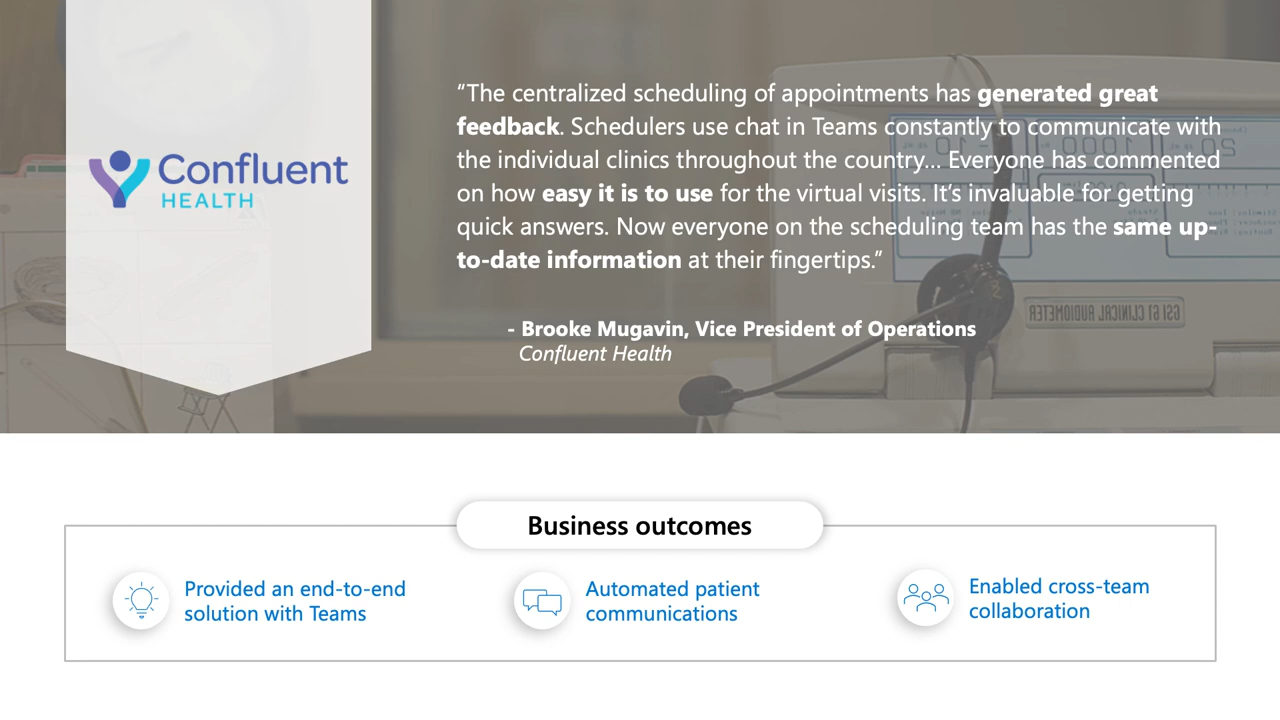 Confluent
HEALTH
“The centralized scheduling of appointments has generated great
feedback. Schedulers use chat in Teams constantly to communicate with
the individual clinics throughout the country... Everyone has commented
on how easy it is to use for the virtual visits. It’s invaluable for getting
quick answers. Now everyone on the scheduling team has the same up-
to-date information at their fingertips.”
- Brooke Mugavin, Vice President of Operations
Confluent Health
GSI 61 CLINICAL AUDIOMETER
Business outcomes
Provided an end-to-end
solution with Teams
Automated patient
communications
Enabled cross-team
collaboration